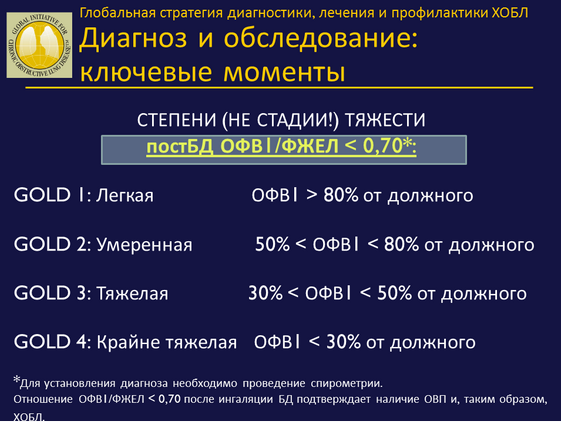 Глобальная стратегия диагностики, лечения и профилактики ХОБЛ
Диагноз и обследование:
ключевые моменты
GLOBAL INITIATIVE FOR
CHRONIC OBSTRUCTIVE LUNG DISEASE
СТЕПЕНИ (НЕ СТАДИИ!) ТЯЖЕСТИ
постБД ОФВ1/ФЖЕЛ < 0,70*:
GOLD 1: Легкая ОФВ1 > 80% от должного
GOLD 2: Умеренная 50% < ОФВ1 < 80% от должного
GOLD 3: Тяжелая 30% < ОФВ1 < 50% от должного
GOLD 4: Крайне тяжелая ОФВ1 < 30% от должного
*Для установления диагноза необходимо проведение спирометрии.
Отношение ОФВ1/ФЖЕЛ < 0,70 после ингаляции БД подтверждает наличие ОВП и, таким образом,
ХОБЛ.